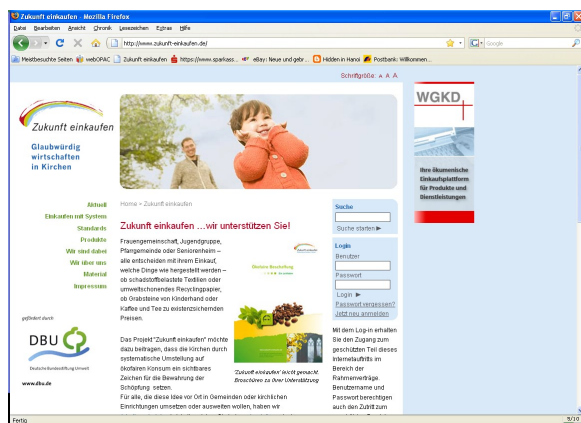 Zukunft einkaufen - Mozilla Firefox
Datei Bearbeiten Ansicht Chronik Lesezeichen Extras Hilfe
http://www.zukunft-einkaufen.de/
Google
Meistbesuchte Seiten webOPAC Zukunft einkaufen https://www.sparkass... eBay: Neue und gebr... Hidden in Hanoi Postbank: Willkommen...
Schriftgröße: A A A
Zukunft einkaufen
Glaubwürdig
wirtschaften
in Kirchen
WGKD
Ihre ökumenische
Einkaufsplattform
für Produkte und
Dienstleistungen
Aktuell
Einkaufen mit System
Standards
Produkte
Wir sind dabei
Wir über uns
Material
Impressum
gefördert durch
DBU
Deutsche Bundesstiftung Umwelt
www.dbu.de
Home > Zukunft einkaufen
Zukunft einkaufen ...wir unterstützen Sie!
Frauengemeinschaft, Jugendgruppe,
Pfarrgemeinde oder Seniorenheim –
alle entscheiden mit ihrem Einkauf,
welche Dinge wie hergestellt werden –
ob schadstoffbelastete Textilien oder
umweltschonendes Recyclingpapier,
ob Grabsteine von Kinderhand oder
Kaffee und Tee zu existenzsichernden
Preisen.
Das Projekt "Zukunft einkaufen" möchte
dazu beitragen, dass die Kirchen durch
systematische Umstellung auf
ökofairen Konsum ein sichtbares
Zeichen für die Bewahrung der
Schöpfung setzen.
Für alle, die diese Idee vor Ort in Gemeinden oder kirchlichen
Einrichtungen umsetzen oder ausweiten wollen, haben wir
Ökofaire Beschaffung
'Zukunft einkaufen' leicht gemacht.
Broschüren zu Ihrer Unterstützung
Suche
Suche starten
Login
Benutzer
Passwort
Login
Passwort vergessen?
Jetzt neu anmelden
Mit dem Log-in erhalten
Sie den Zugang zum
geschützten Teil dieses
Internetauftritts im
Bereich der
Rahmenverträge.
Benutzername und
Passwort berechtigen
auch den Zutritt zum
Fertig
9/10